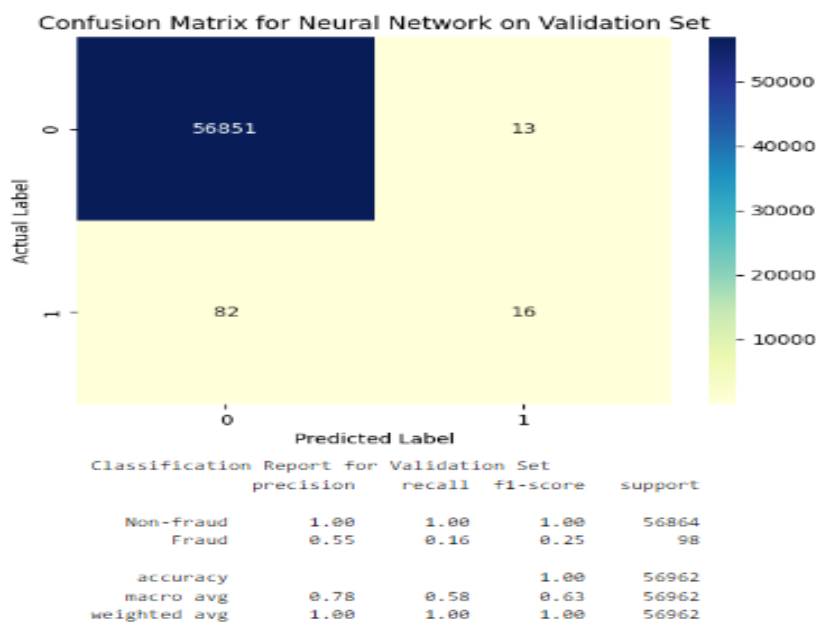 Confusion Matrix for Neural Network on Validation Set
0
56851
13
50000
40000
30000
20000
10000
Actual Label
1
82
16
0
1
Predicted Label
Classification Report for Validation Set
precision recall f1-score support
Non-fraud 1.00 1.00 1.00 56864
Fraud 0.55 0.16 0.25 98
accuracy 1.00 56962
macro avg 0.78 0.58 0.63 56962
weighted avg 1.00 1.00 1.00 56962